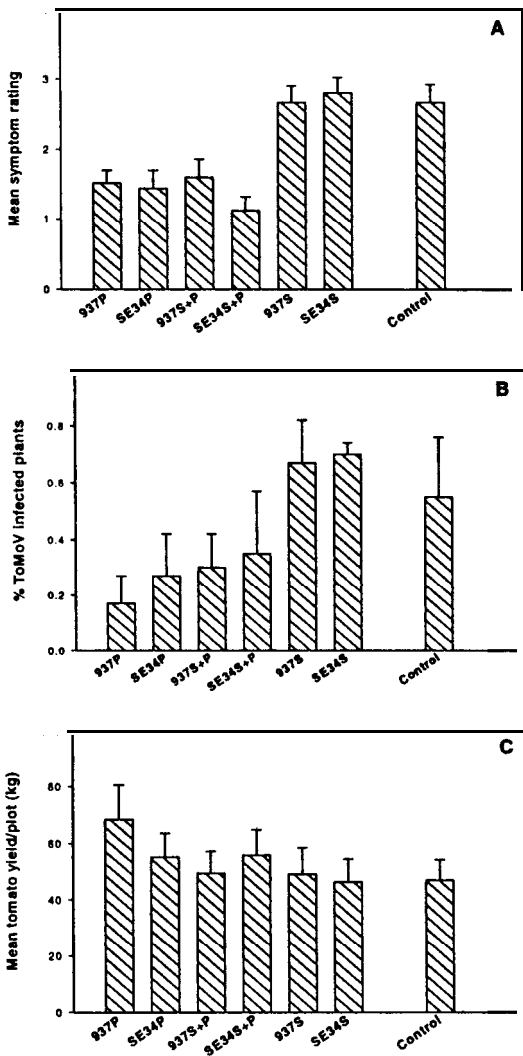 A
Mean symptom rating
3
2
1
0
937P
SE34P
937S+P
SE34S+P
937S
SE34S
Control
B
% ToMoV infected plants
0.8
0.6
0.4
0.2
0.0
937P
SE34P
937S+P
SE34S+P
937S
SE34S
Control
C
Mean tomato yield/plot (kg)
80
60
40
20
0
937P
SE34P
937S+P
SE34S+P
937S
SE34S
Control